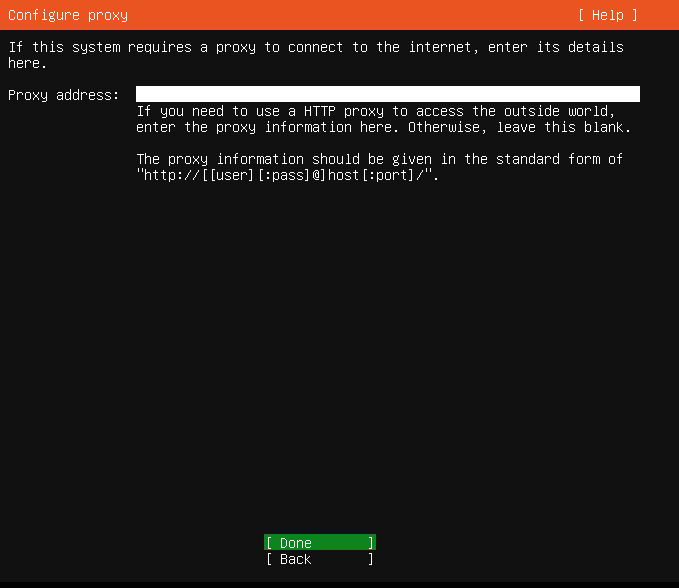 Configure proxy [ Help ]
If this system requires a proxy to connect to the internet, enter its details
here.
Proxy address:
If you need to use a HTTP proxy to access the outside world,
enter the proxy information here. Otherwise, leave this blank.
The proxy information should be given in the standard form of
"http://[[user][:pass]@]host[:port]/".
[ Done ]
[ Back ]